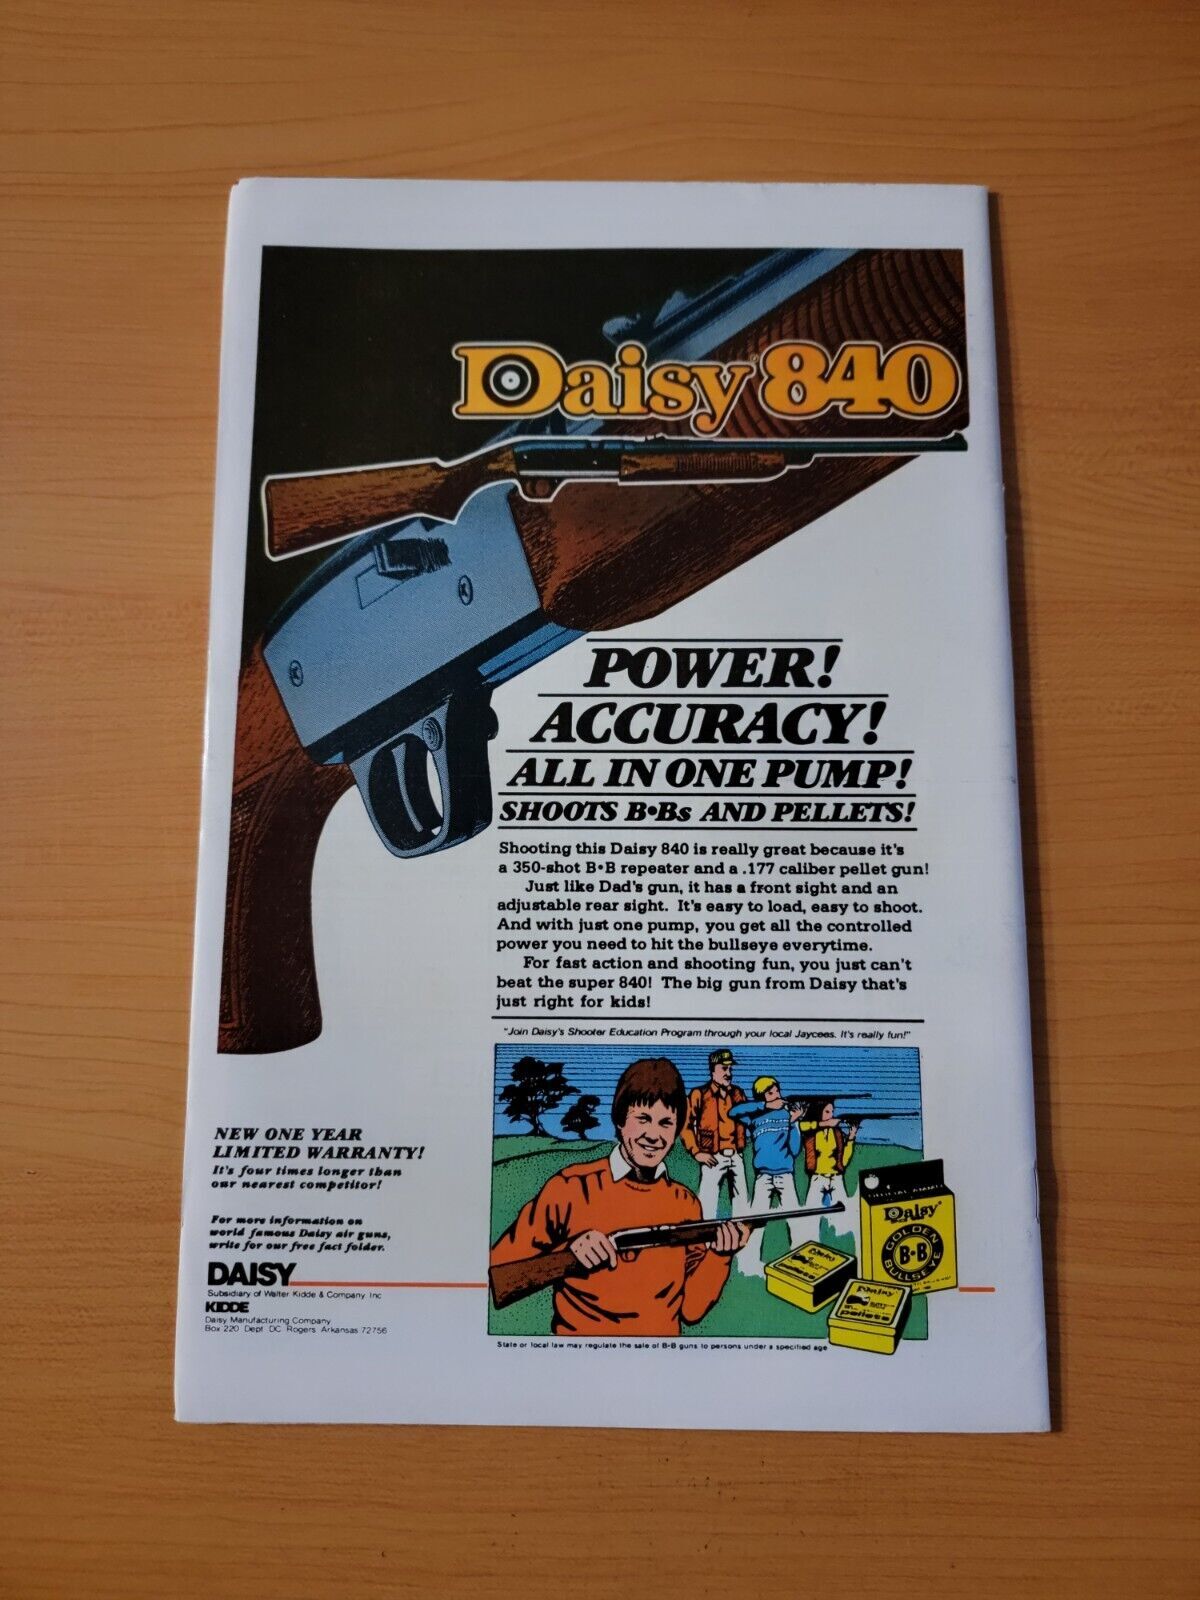 Daisy® 840
POWER!
ACCURACY!
ALL IN ONE PUMP!
SHOOTS B•Bs AND PELLETS!
Shooting this Daisy 840 is really great because it's
a 350-shot B•B repeater and a .177 caliber pellet gun!
Just like Dad's gun, it has a front sight and an
adjustable rear sight. It's easy to load, easy to shoot.
And with just one pump, you get all the controlled
power you need to hit the bullseye everytime.
For fast action and shooting fun, you just can't
beat the super 840! The big gun from Daisy that's
just right for kids!
"Join Daisy's Shooter Education Program through your local Jaycees. It's really fun!"
NEW ONE YEAR
LIMITED WARRANTY!
It's four times longer than
our nearest competitor!
For more information on
world famous Daisy air guns,
write for our free fact folder.
DAISY
Subsidiary of Walter Kidde & Company, Inc
KIDDE
Daisy Manufacturing Company
Box 220 Dept DC Rogers Arkansas 72756
Daisy
GOLDEN
B•B
BULLSEYE
Daisy
pellets
Daisy
pellets
State or local law may regulate the sale of B-B guns to persons under a specified age